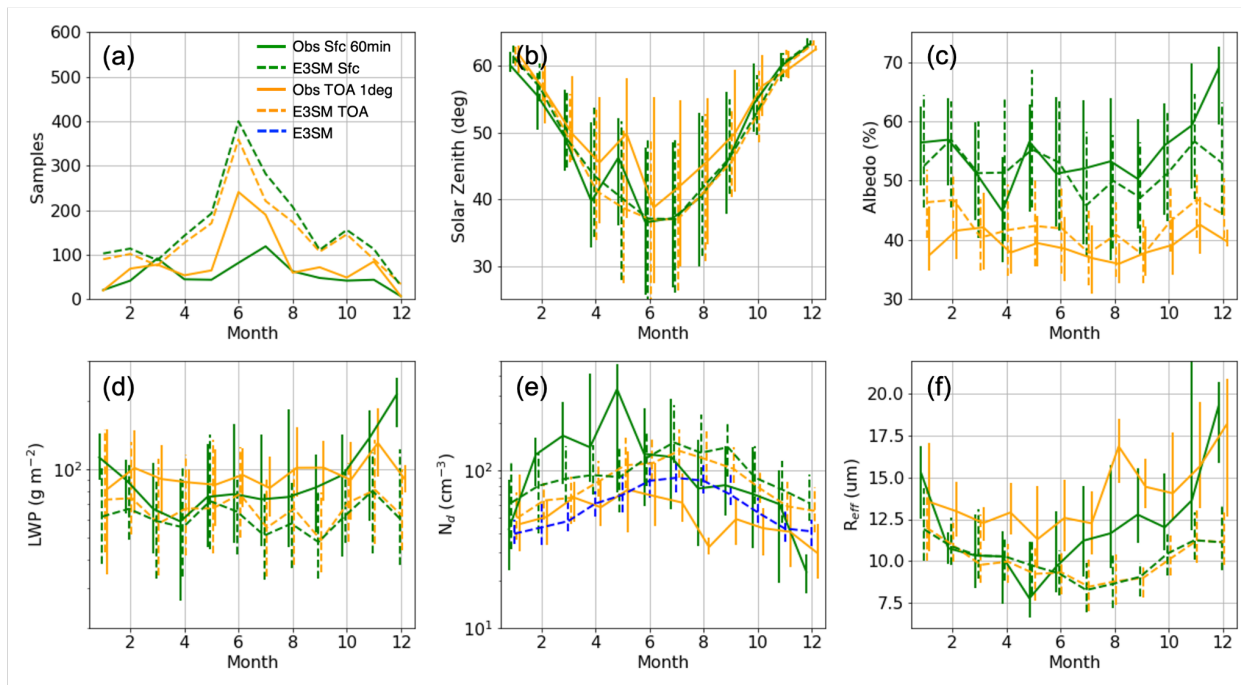 (a)
Obs Sfc 60min
E3SM Sfc
Obs TOA 1deg
E3SM TOA
E3SM
600
500
400
300
200
100
0
Samples
2 4 6 8 10 12
Month
(b)
60
50
40
30
Solar Zenith (deg)
2 4 6 8 10 12
Month
(c)
70
60
50
40
30
Albedo (%)
2 4 6 8 10 12
Month
(d)
10²
LWP (g m⁻²)
2 4 6 8 10 12
Month
(e)
10³
10²
10¹
N_d (cm⁻³)
2 4 6 8 10 12
Month
(f)
20.0
17.5
15.0
12.5
10.0
7.5
R_eff (um)
2 4 6 8 10 12
Month